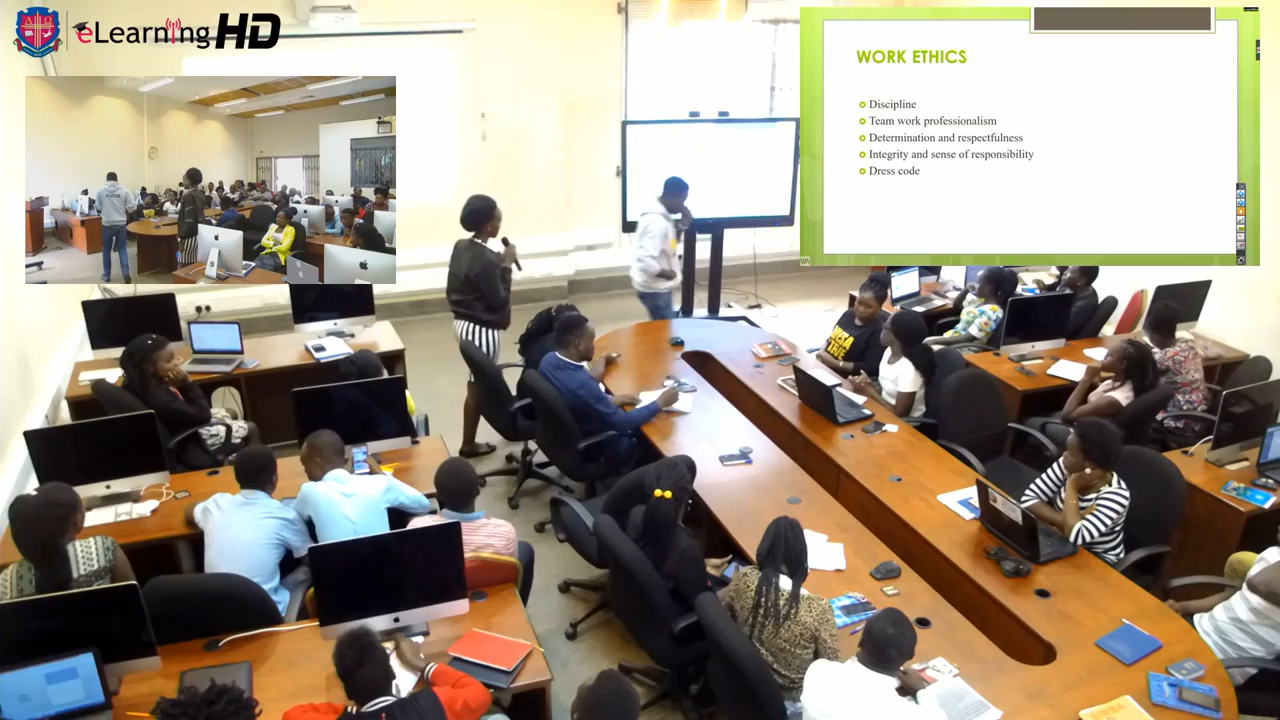 eLearning HD
WORK ETHICS
Discipline
Team work professionalism
Determination and respectfulness
Integrity and sense of responsibility
Dress code